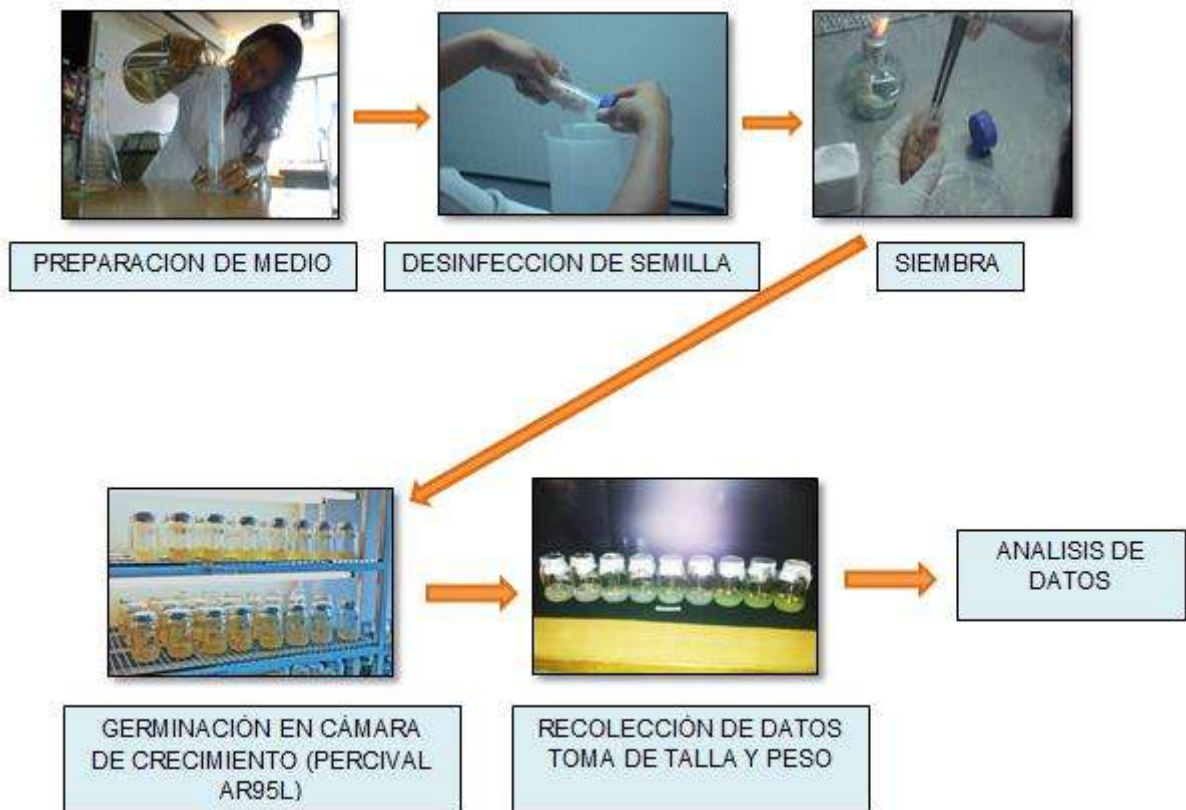 PREPARACION DE MEDIO
DESINFECCION DE SEMILLA
SIEMBRA
GERMINACIÓN EN CÁMARA
DE CRECIMIENTO (PERCIVAL
AR95L)
RECOLECCIÓN DE DATOS
TOMA DE TALLA Y PESO
ANALISIS DE
DATOS